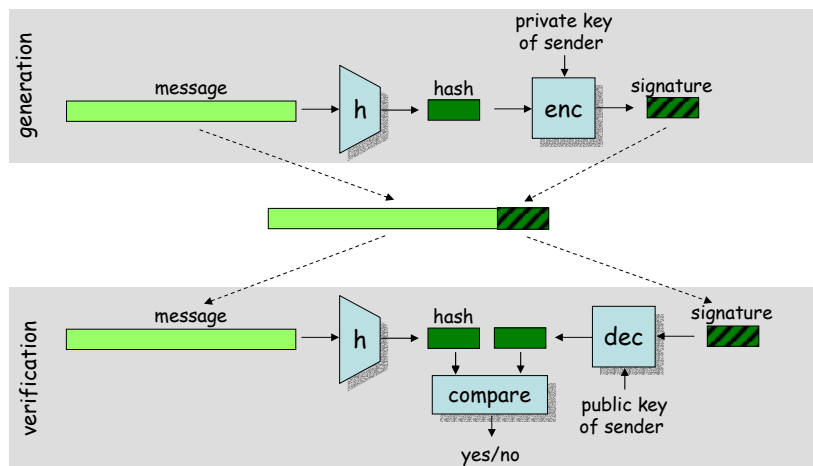 generation
private key
of sender
message
hash
signature
h
enc
verification
message
hash
signature
h
dec
compare
public key
of sender
yes/no